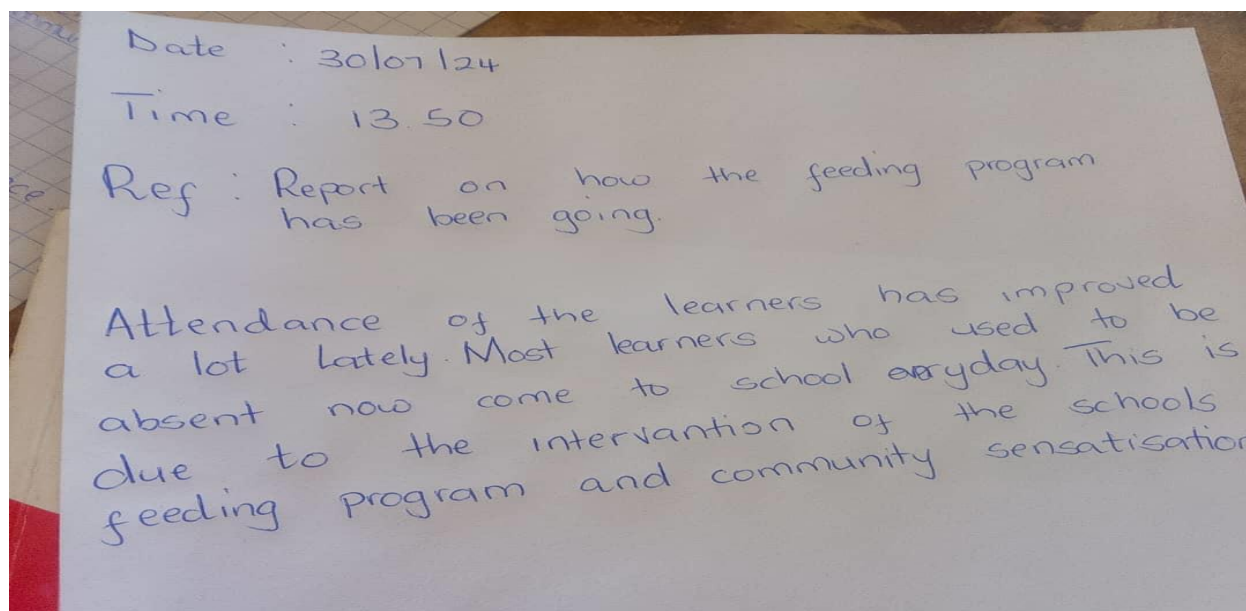 Date : 30/07/24
Time : 13.50
Ref : Report on how the feeding program
has been going.
Attendance of the learners has improved
a lot lately. Most learners who used to be
absent now come to school everyday. This is
due to the intervantion of the schools
feeding program and community sensatisation